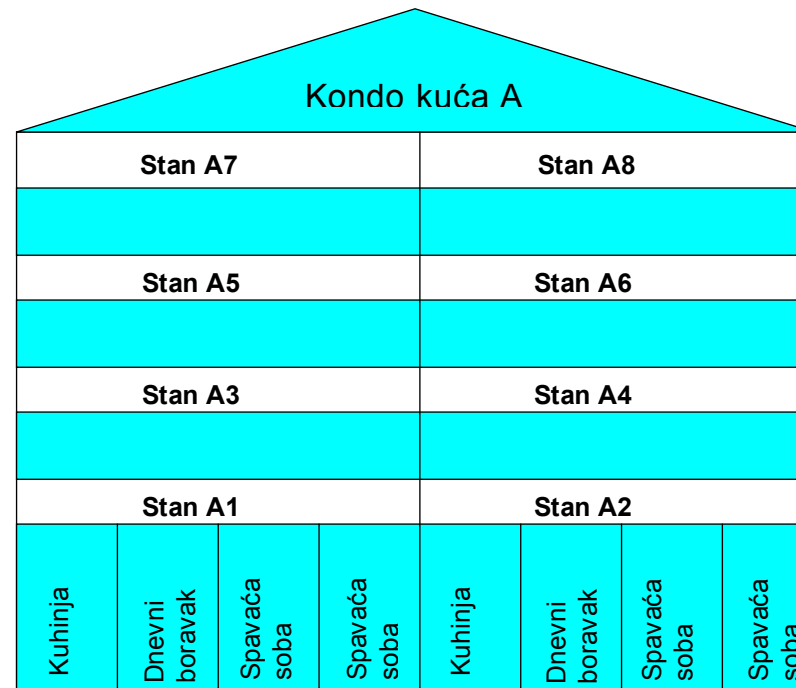 Kondo kuća A
Stan A7
Stan A8
Stan A5
Stan A6
Stan A3
Stan A4
Stan A1
Stan A2
Kuhinja
Dnevni
boravak
Spavaća
soba
Spavaća
soba
Kuhinja
Dnevni
boravak
Spavaća
soba
Spavaća
soba